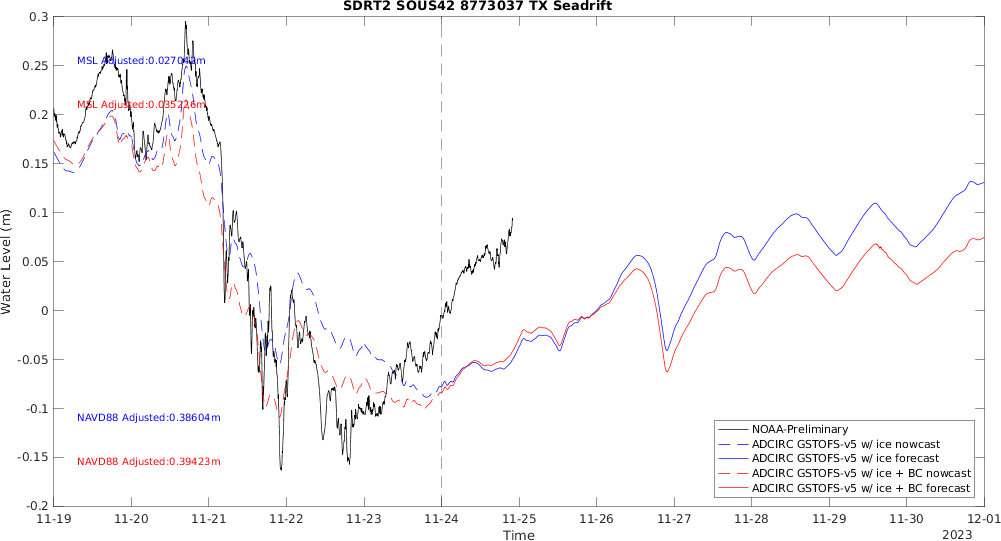 SDRT2 SOUS42 8773037 TX Seadrift
0.3
0.25
0.2
0.15
0.1
0.05
0
-0.05
-0.1
-0.15
-0.2
Water Level (m)
MSL Adjusted:0.027042m
MSL Adjusted:0.035226m
NAVD88 Adjusted:0.38604m
NAVD88 Adjusted:0.39423m
NOAA-Preliminary
ADCIRC GSTOFS-v5 w/ ice nowcast
ADCIRC GSTOFS-v5 w/ ice forecast
ADCIRC GSTOFS-v5 w/ ice + BC nowcast
ADCIRC GSTOFS-v5 w/ ice + BC forecast
11-19 11-20 11-21 11-22 11-23 11-24 11-25 11-26 11-27 11-28 11-29 11-30 12-01
Time
2023